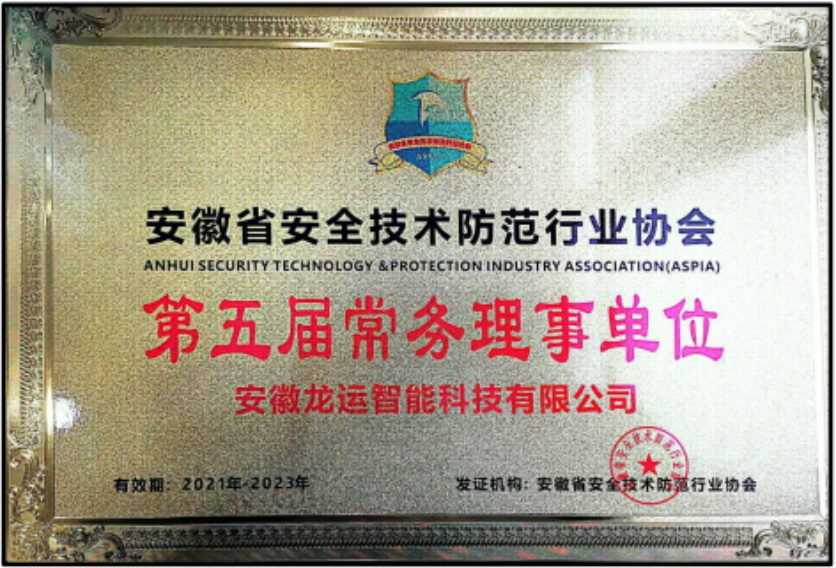 安徽省安全技术防范行业协会
ANHUI SECURITY TECHNOLOGY &PROTECTION INDUSTRY ASSOCIATION(ASPIA)
第五届常务理事单位
安徽龙运智能科技有限公司
有效期：2021年-2023年
发证机构：安徽省安全技术防范行业协会